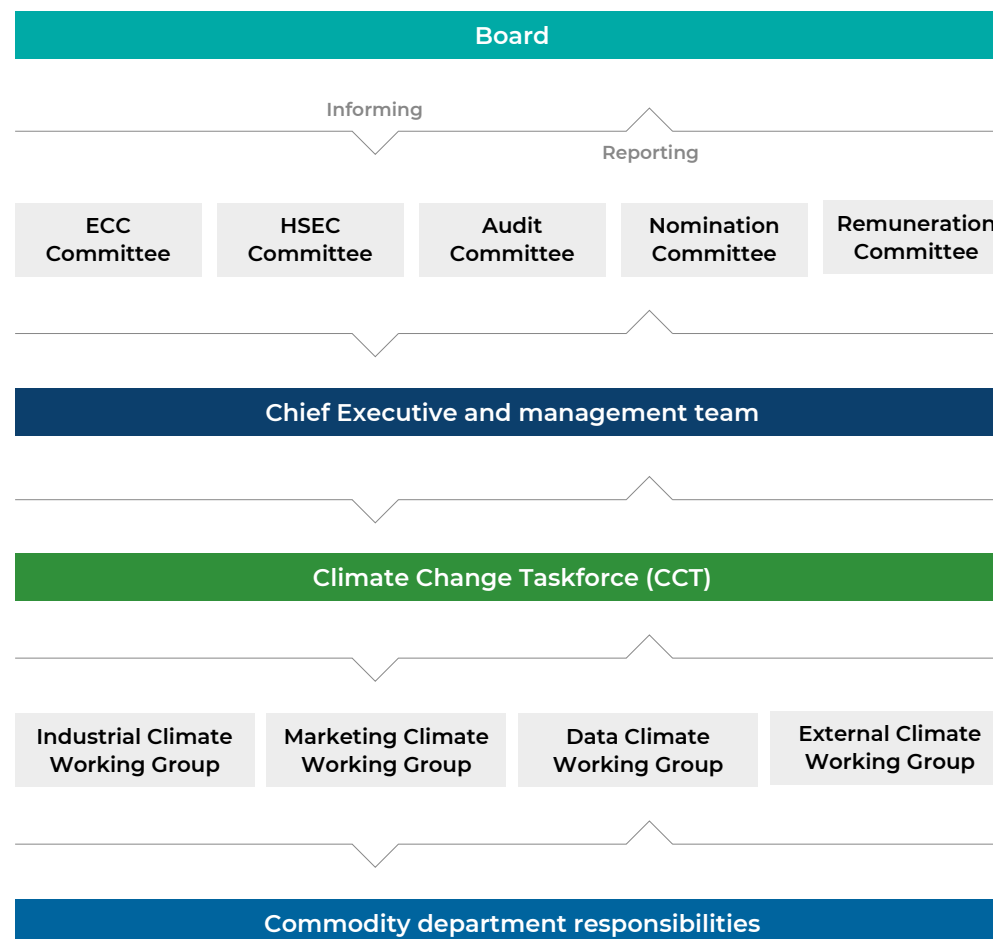 Board
Informing
Reporting
ECC
Committee
HSEC
Committee
Audit
Committee
Nomination
Committee
Remuneration
Committee
Chief Executive and management team
Climate Change Taskforce (CCT)
Industrial Climate
Working Group
Marketing Climate
Working Group
Data Climate
Working Group
External Climate
Working Group
Commodity department responsibilities